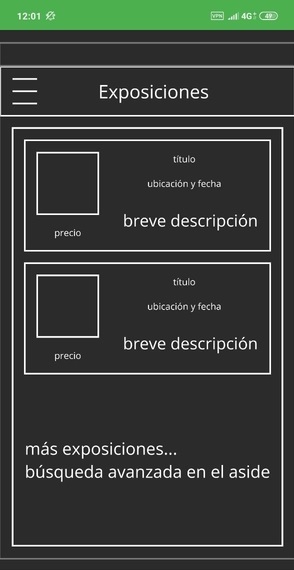 12:01 VPN 4G 49
Exposiciones
título
ubicación y fecha
breve descripción
precio
título
ubicación y fecha
breve descripción
precio
más exposiciones...
búsqueda avanzada en el aside